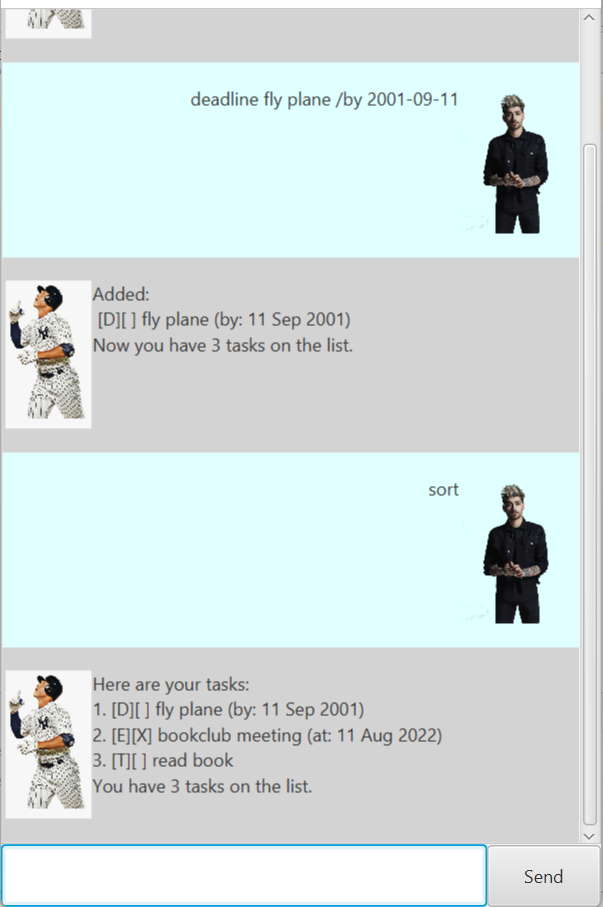 deadline fly plane /by 2001-09-11
Added:
[D][ ] fly plane (by: 11 Sep 2001)
Now you have 3 tasks on the list.
sort
Here are your tasks:
1. [D][ ] fly plane (by: 11 Sep 2001)
2. [E][X] bookclub meeting (at: 11 Aug 2022)
3. [T][ ] read book
You have 3 tasks on the list.
Send